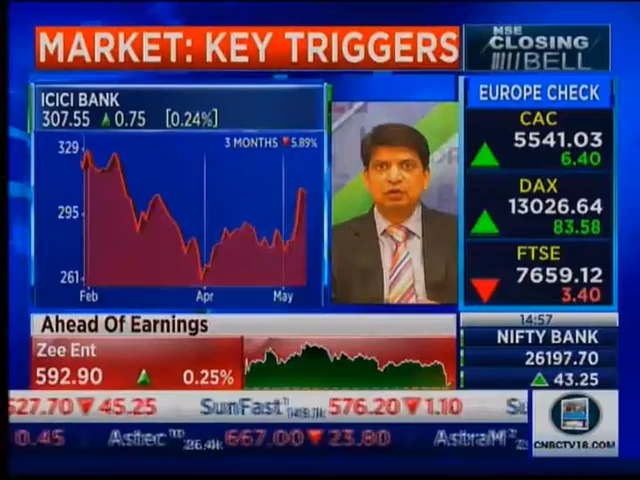 MARKET: KEY TRIGGERS
NSE
CLOSING
BELL
ICICI BANK
307.55 0.75 [0.24%]
3 MONTHS 5.89%
329
295
261
Feb Apr May
EUROPE CHECK
CAC
5541.03
6.40
DAX
13026.64
83.58
FTSE
7659.12
3.40
14:57
NIFTY BANK
26197.70
43.25
Ahead Of Earnings
Zee Ent
592.90 0.25%
527.70 45.25 SunFast 576.20 1.10 Su
0.45 Astec 26.4k 667.00 23.80 AstraM
CNBCTV18.COM